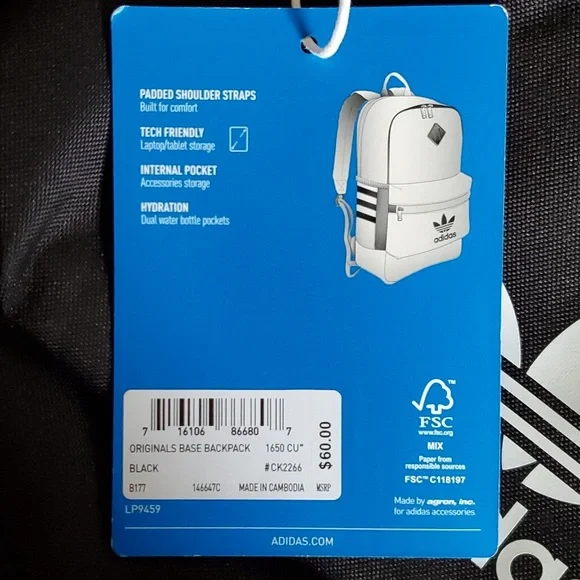 PADDED SHOULDER STRAPS
Built for comfort
TECH FRIENDLY
Laptop/tablet storage
INTERNAL POCKET
Accessories storage
HYDRATION
Dual water bottle pockets
adidas
7 16106 86680 7
ORIGINALS BASE BACKPACK 1650 CU"
BLACK #CK2266
B177 146647C MADE IN CAMBODIA MSRP
$60.00
LP9459
FSC
www.fsc.org
MIX
Paper from
responsible sources
FSC™ C118197
Made by agron, inc.
for adidas accessories
ADIDAS.COM